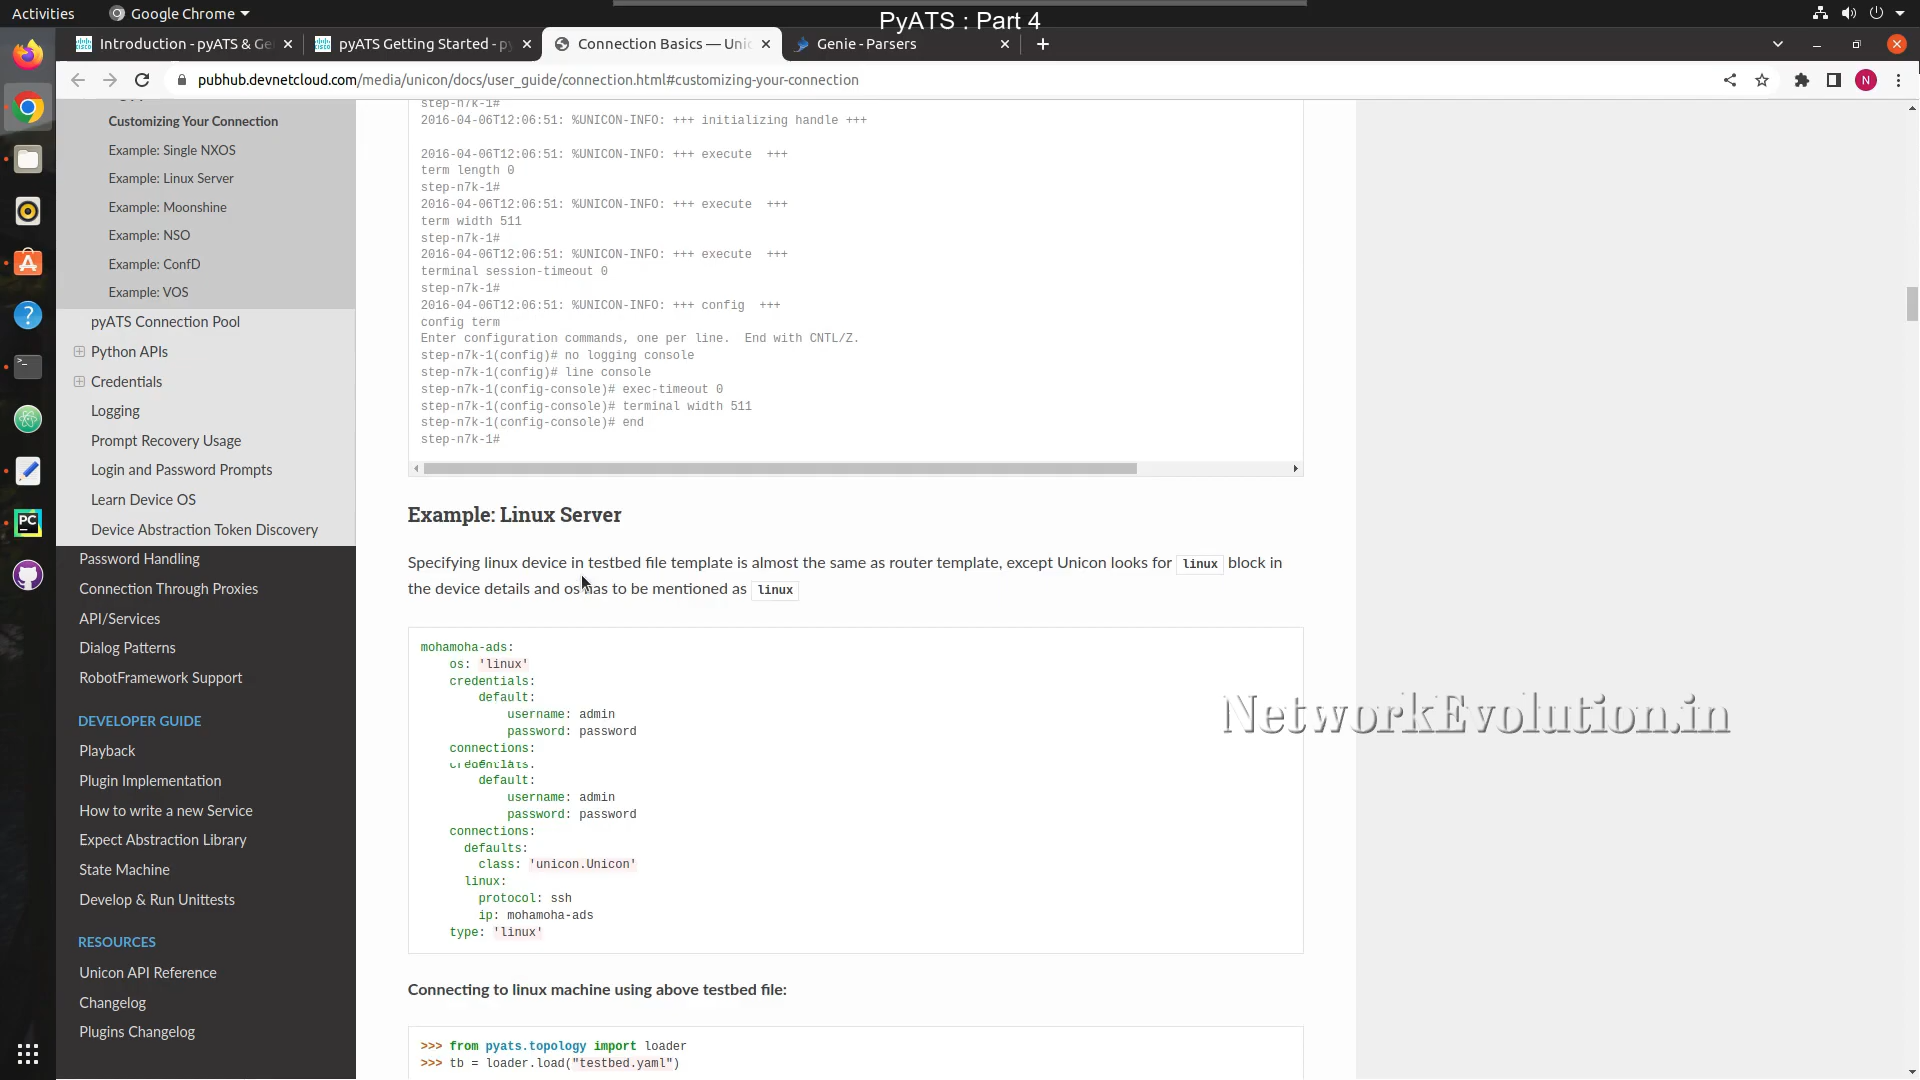 Activities
Google Chrome
PyATS : Part 4
Introduction - pyATS & Ge
pyATS Getting Started - py
Connection Basics — Unic
Genie - Parsers
pubhub.devnetcloud.com/media/unicon/docs/user_guide/connection.html#customizing-your-connection
N
Customizing Your Connection
Example: Single NXOS
Example: Linux Server
Example: Moonshine
Example: NSO
Example: ConfD
Example: VOS
pyATS Connection Pool
Python APIs
Credentials
Logging
Prompt Recovery Usage
Login and Password Prompts
Learn Device OS
Device Abstraction Token Discovery
Password Handling
Connection Through Proxies
API/Services
Dialog Patterns
RobotFramework Support
DEVELOPER GUIDE
Playback
Plugin Implementation
How to write a new Service
Expect Abstraction Library
State Machine
Develop & Run Unittests
RESOURCES
Unicon API Reference
Changelog
Plugins Changelog
step-n7k-1#
2016-04-06T12:06:51: %UNICON-INFO: +++ initializing handle +++
2016-04-06T12:06:51: %UNICON-INFO: +++ execute  +++
term length 0
step-n7k-1#
2016-04-06T12:06:51: %UNICON-INFO: +++ execute  +++
term width 511
step-n7k-1#
2016-04-06T12:06:51: %UNICON-INFO: +++ execute  +++
terminal session-timeout 0
step-n7k-1#
2016-04-06T12:06:51: %UNICON-INFO: +++ config  +++
config term
Enter configuration commands, one per line.  End with CNTL/Z.
step-n7k-1(config)# no logging console
step-n7k-1(config)# line console
step-n7k-1(config-console)# exec-timeout 0
step-n7k-1(config-console)# terminal width 511
step-n7k-1(config-console)# end
step-n7k-1#
Example: Linux Server
Specifying linux device in testbed file template is almost the same as router template, except Unicon looks for linux block in
the device details and os has to be mentioned as linux
mohamoha-ads:
os: 'linux'
credentials:
default:
username: admin
password: password
connections:
credentials:
default:
username: admin
password: password
connections:
defaults:
class: 'unicon.Unicon'
linux:
protocol: ssh
ip: mohamoha-ads
type: 'linux'
NetworkEvolution.in
Connecting to linux machine using above testbed file:
>>> from pyats.topology import loader
>>> tb = loader.load("testbed.yaml")